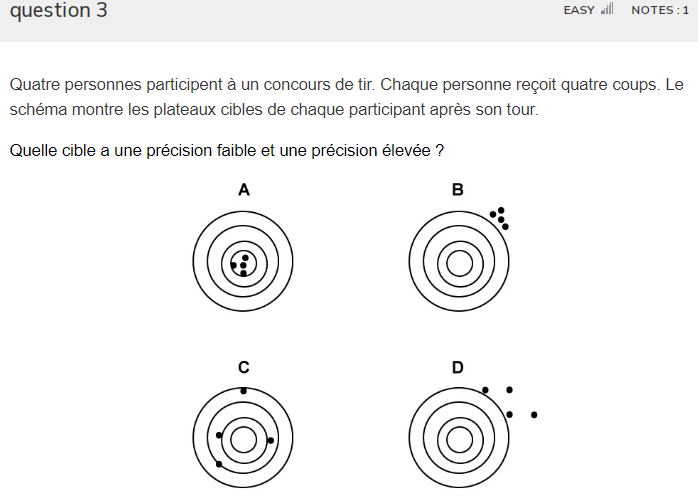 question 3
EASY NOTES : 1
Quatre personnes participent à un concours de tir. Chaque personne reçoit quatre coups. Le
schéma montre les plateaux cibles de chaque participant après son tour.
Quelle cible a une précision faible et une précision élevée ?
A B
C D